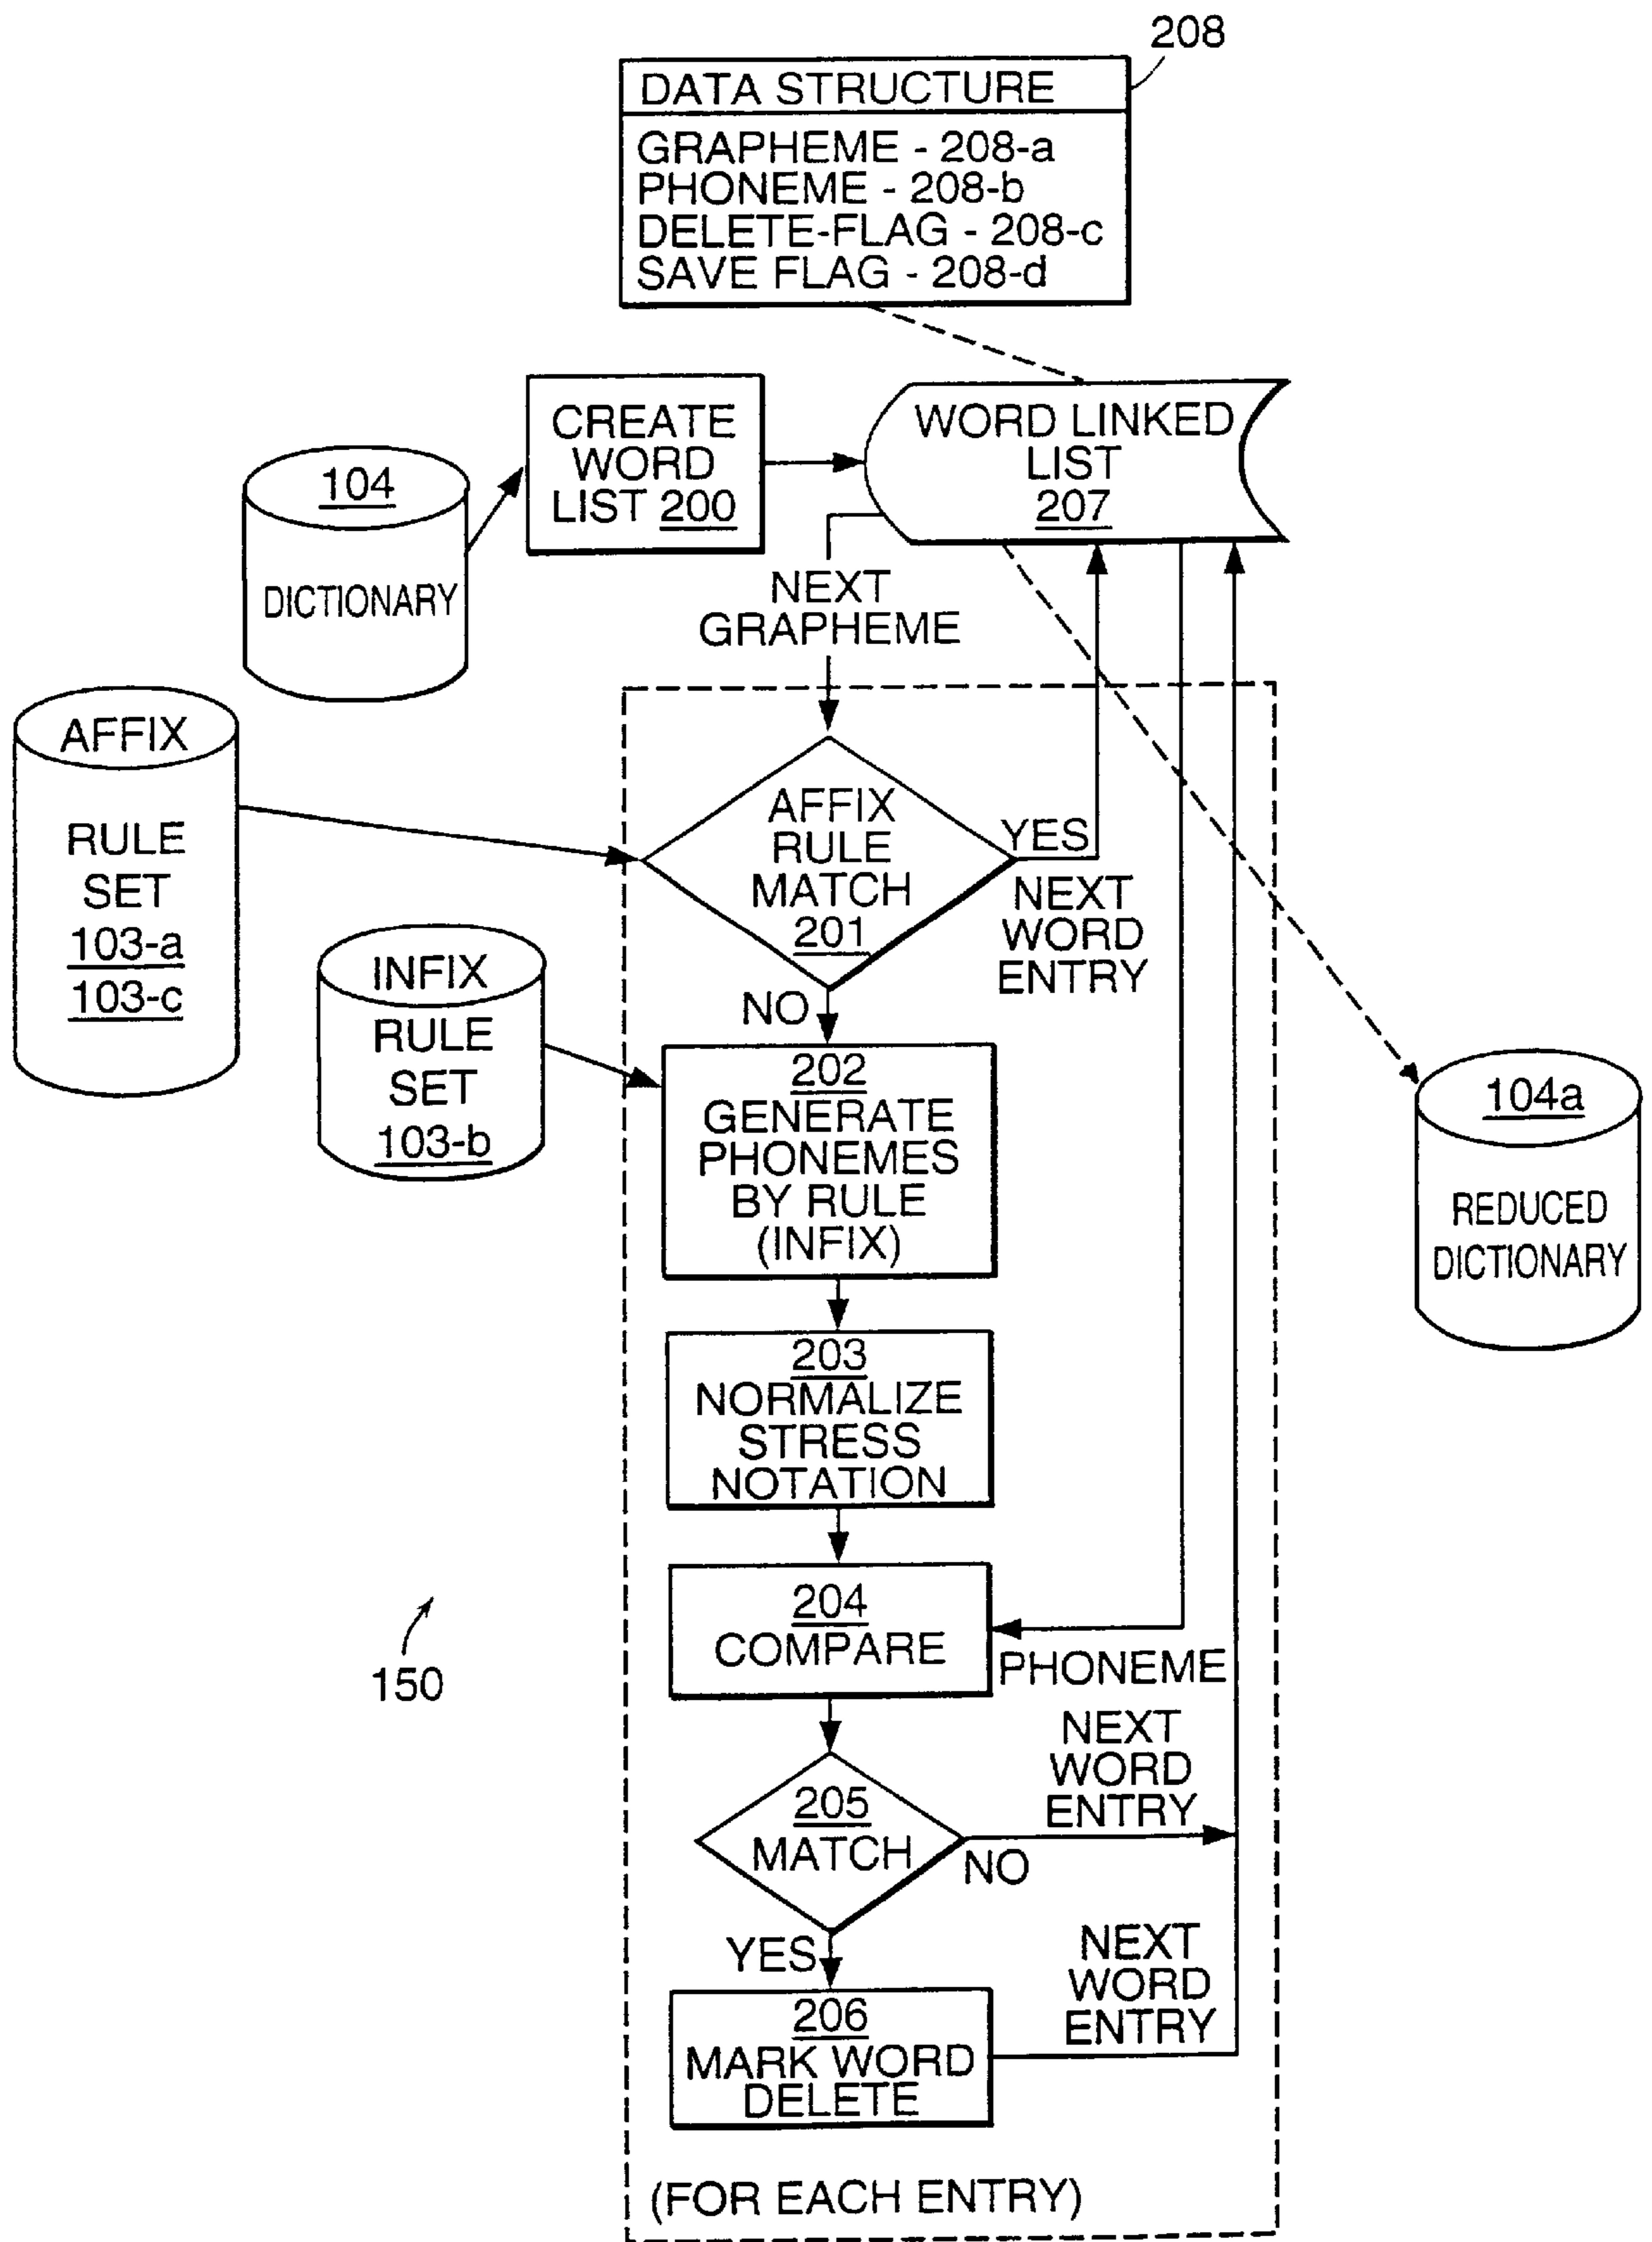 208
DATA STRUCTURE
GRAPHEME - 208-a
PHONEME - 208-b
DELETE-FLAG - 208-c
SAVE FLAG - 208-d
CREATE
WORD
LIST 200
WORD LINKED
LIST
207
104
DICTIONARY
NEXT
GRAPHEME
AFFIX
RULE
SET
103-a
103-c
AFFIX
RULE
MATCH
201
YES
NEXT
WORD
ENTRY
NO
INFIX
RULE
SET
103-b
202
GENERATE
PHONEMES
BY RULE
(INFIX)
104a
REDUCED
DICTIONARY
203
NORMALIZE
STRESS
NOTATION
204
COMPARE
PHONEME
150
205
MATCH
NEXT
WORD
ENTRY
NO
YES
206
MARK WORD
DELETE
NEXT
WORD
ENTRY
(FOR EACH ENTRY)